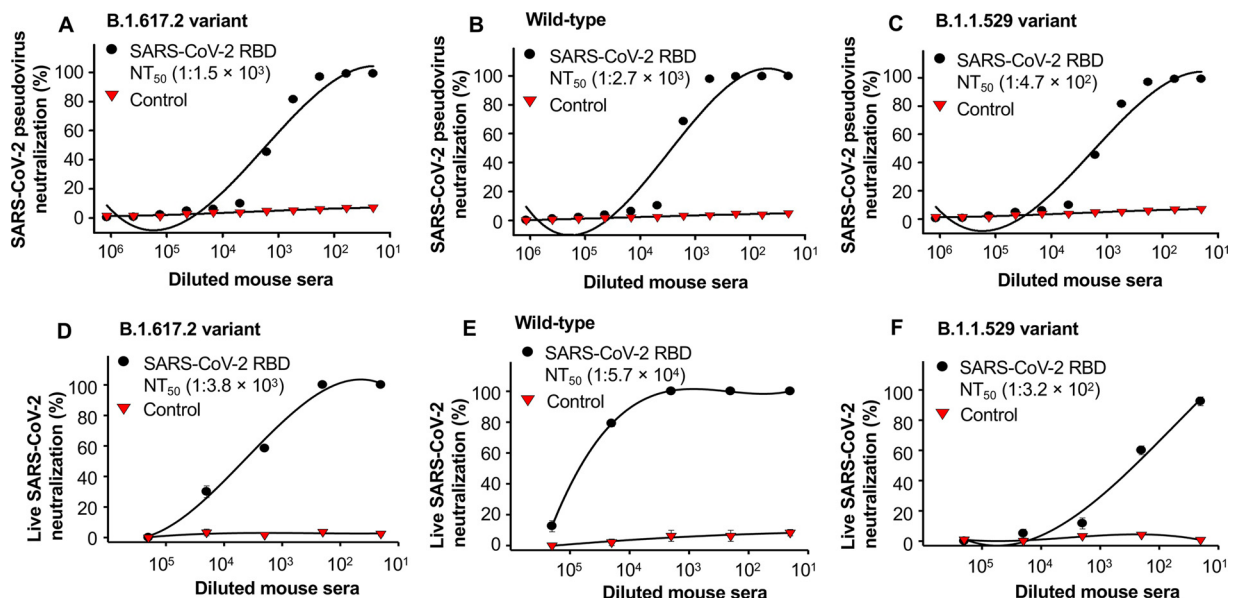 A
B.1.617.2 variant
SARS-CoV-2 pseudovirus
neutralization (%)
SARS-CoV-2 RBD
NT₅₀ (1:1.5 × 10³)
Control
100
80
60
40
20
0
10⁶ 10⁵ 10⁴ 10³ 10² 10¹
Diluted mouse sera
B
Wild-type
SARS-CoV-2 pseudovirus
neutralization (%)
SARS-CoV-2 RBD
NT₅₀ (1:2.7 × 10³)
Control
100
80
60
40
20
0
10⁶ 10⁵ 10⁴ 10³ 10² 10¹
Diluted mouse sera
C
B.1.1.529 variant
SARS-CoV-2 pseudovirus
neutralization (%)
SARS-CoV-2 RBD
NT₅₀ (1:4.7 × 10²)
Control
100
80
60
40
20
0
10⁶ 10⁵ 10⁴ 10³ 10² 10¹
Diluted mouse sera
D
B.1.617.2 variant
Live SARS-CoV-2
neutralization (%)
SARS-CoV-2 RBD
NT₅₀ (1:3.8 × 10³)
Control
100
80
60
40
20
0
10⁵ 10⁴ 10³ 10² 10¹
Diluted mouse sera
E
Wild-type
Live SARS-CoV-2
neutralization (%)
SARS-CoV-2 RBD
NT₅₀ (1:5.7 × 10⁴)
Control
100
80
60
40
20
0
10⁵ 10⁴ 10³ 10² 10¹
Diluted mouse sera
F
B.1.1.529 variant
Live SARS-CoV-2
neutralization (%)
SARS-CoV-2 RBD
NT₅₀ (1:3.2 × 10²)
Control
100
80
60
40
20
0
10⁵ 10⁴ 10³ 10² 10¹
Diluted mouse sera